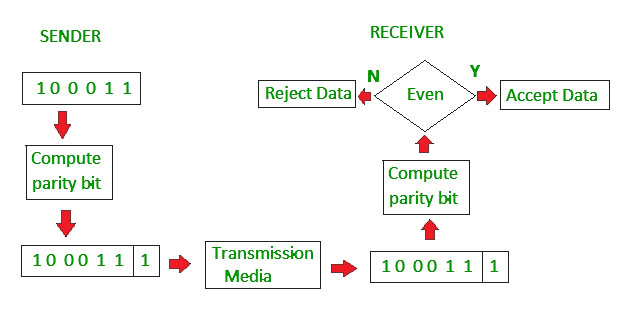 SENDER
1 0 0 0 1 1
Compute
parity bit
1 0 0 0 1 1 1
Transmission
Media
RECEIVER
1 0 0 0 1 1 1
Compute
parity bit
Even
N
Reject Data
Y
Accept Data